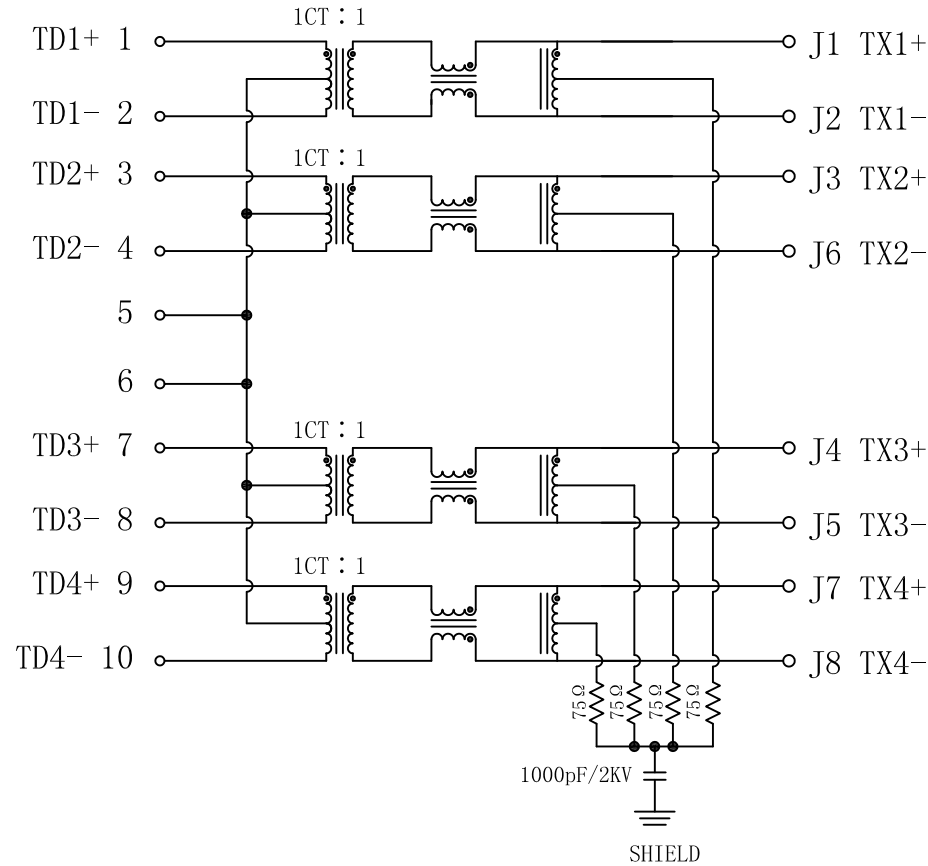 1CT:1
TD1+ 1 J1 TX1+
TD1- 2 J2 TX1-
1CT:1
TD2+ 3 J3 TX2+
TD2- 4 J6 TX2-
5
6
1CT:1
TD3+ 7 J4 TX3+
TD3- 8 J5 TX3-
1CT:1
TD4+ 9 J7 TX4+
TD4- 10 J8 TX4-
75Ω
75Ω
75Ω
75Ω
1000pF/2KV
SHIELD